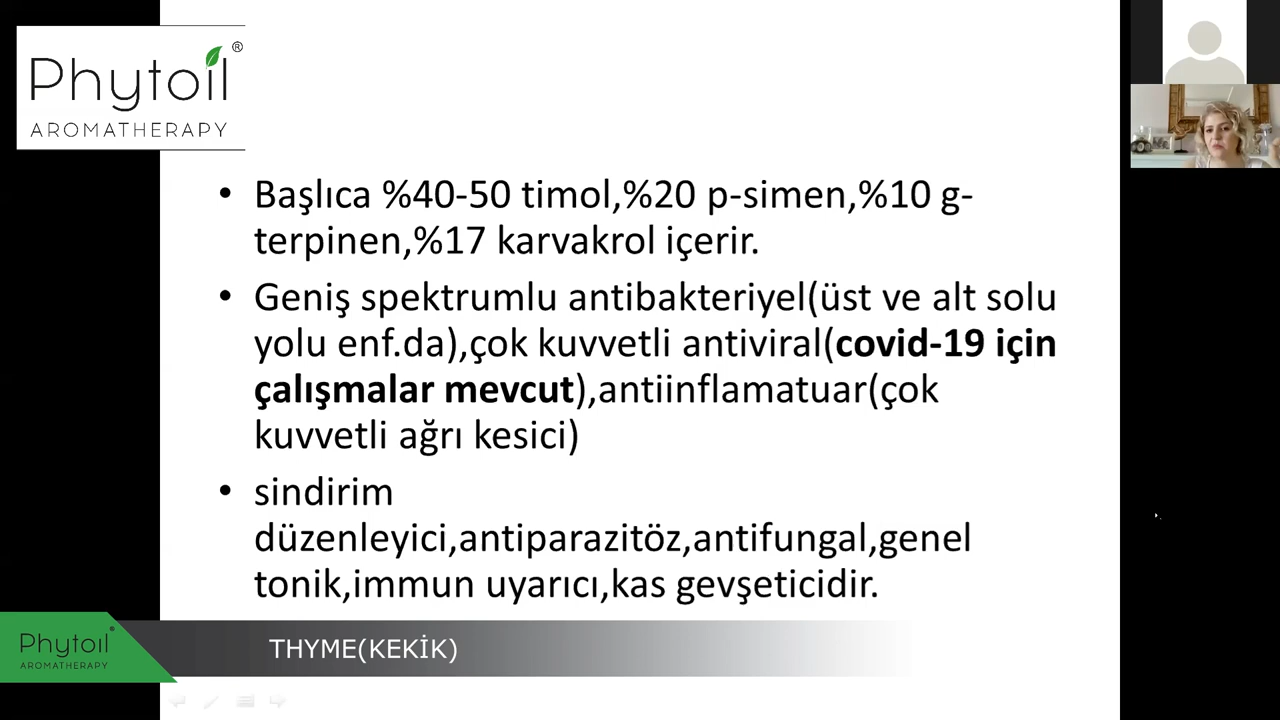 Phytoil®
AROMATHERAPY
• Başlıca %40-50 timol,%20 p-simen,%10 g-
terpinen,%17 karvakrol içerir.
• Geniş spektrumlu antibakteriyel(üst ve alt solu
yolu enf.da),çok kuvvetli antiviral(covid-19 için
çalışmalar mevcut),antiinflamatuar(çok
kuvvetli ağrı kesici)
• sindirim
düzenleyici,antiparazitöz,antifungal,genel
tonik,immun uyarıcı,kas gevşeticidir.
Phytoil
AROMATHERAPY
THYME(KEKİK)